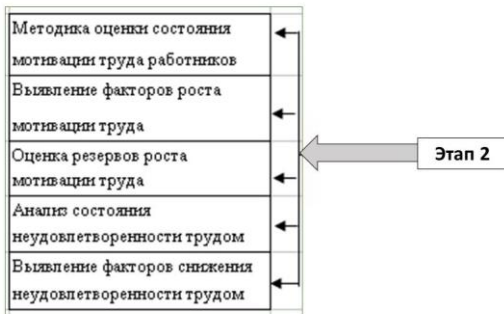 Методика оценки состояния
мотивации труда работников
Выявление факторов роста
мотивации труда
Оценка резервов роста
мотивации труда
Анализ состояния
неудовлетворенности трудом
Выявление факторов снижения
неудовлетворенности трудом
Этап 2